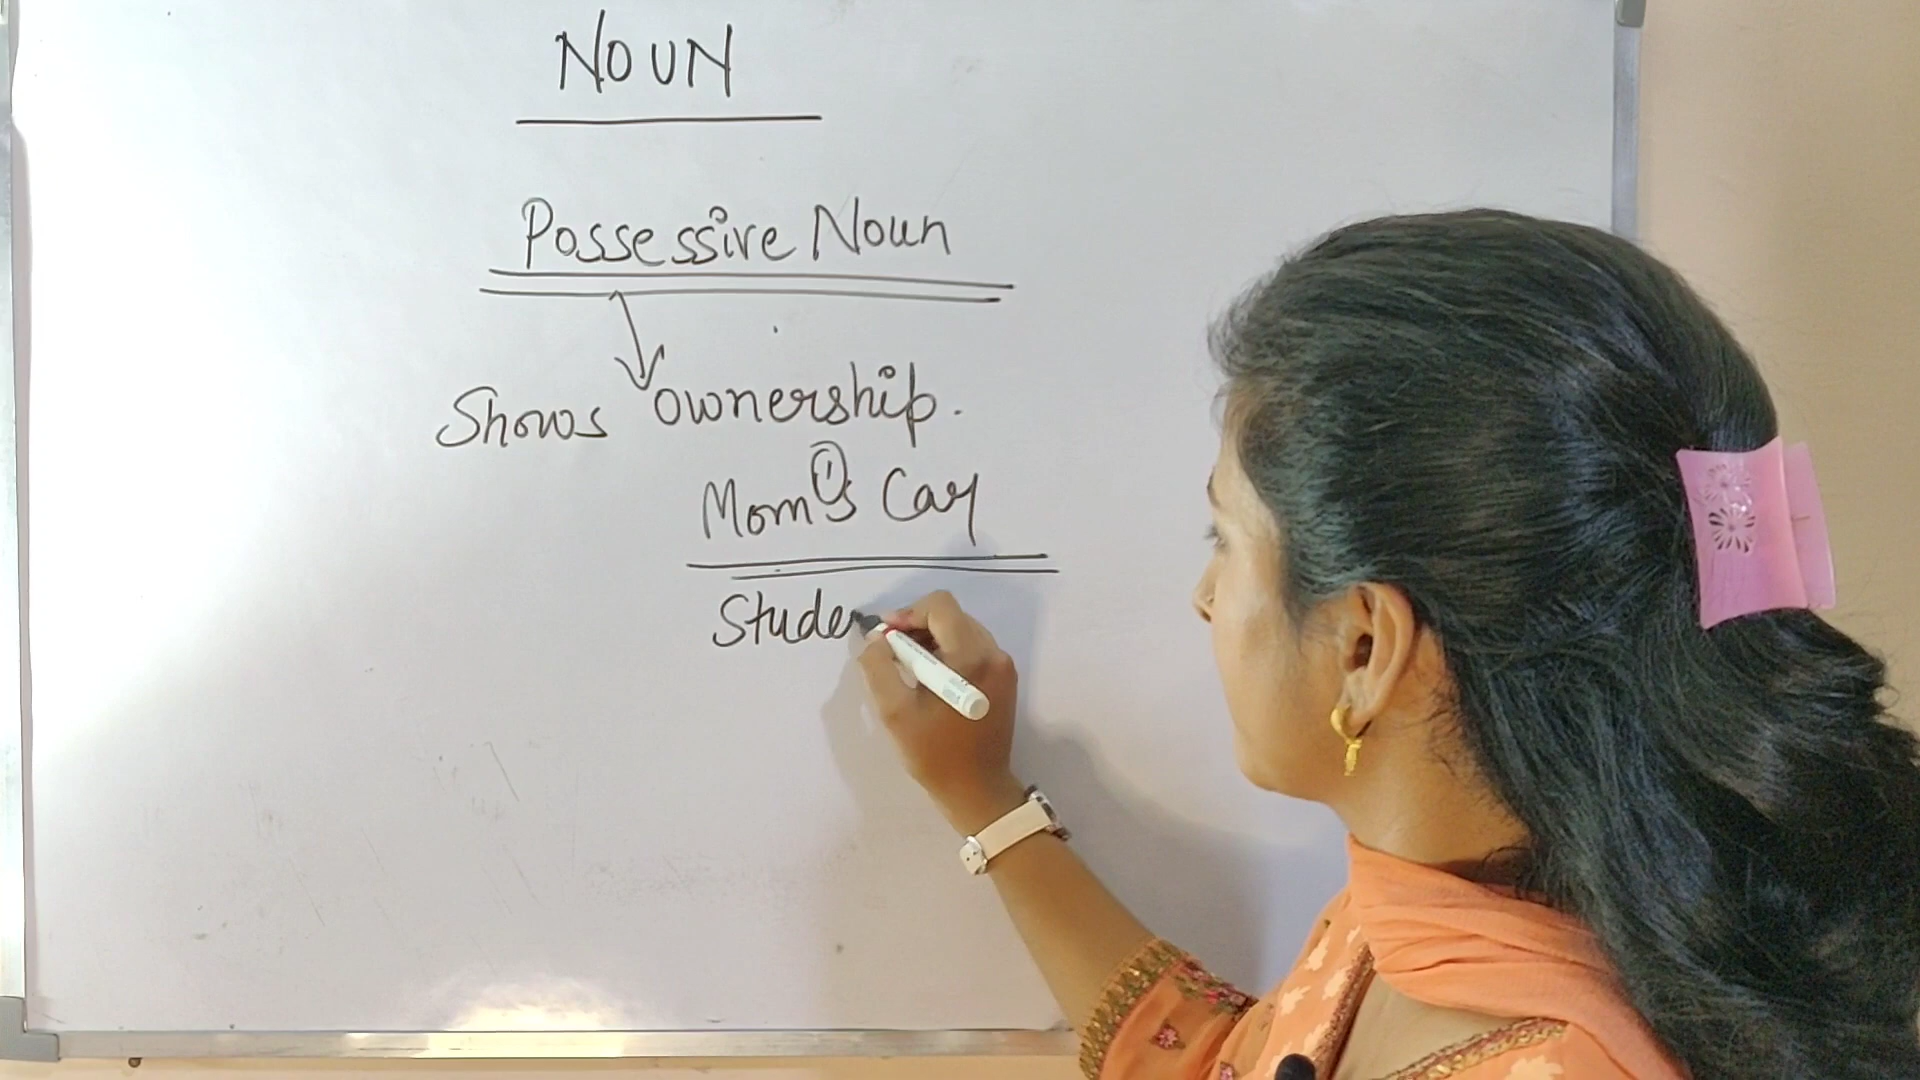 NOUN
Possessive Noun
Shows ownership.
Mom's Car
Stude